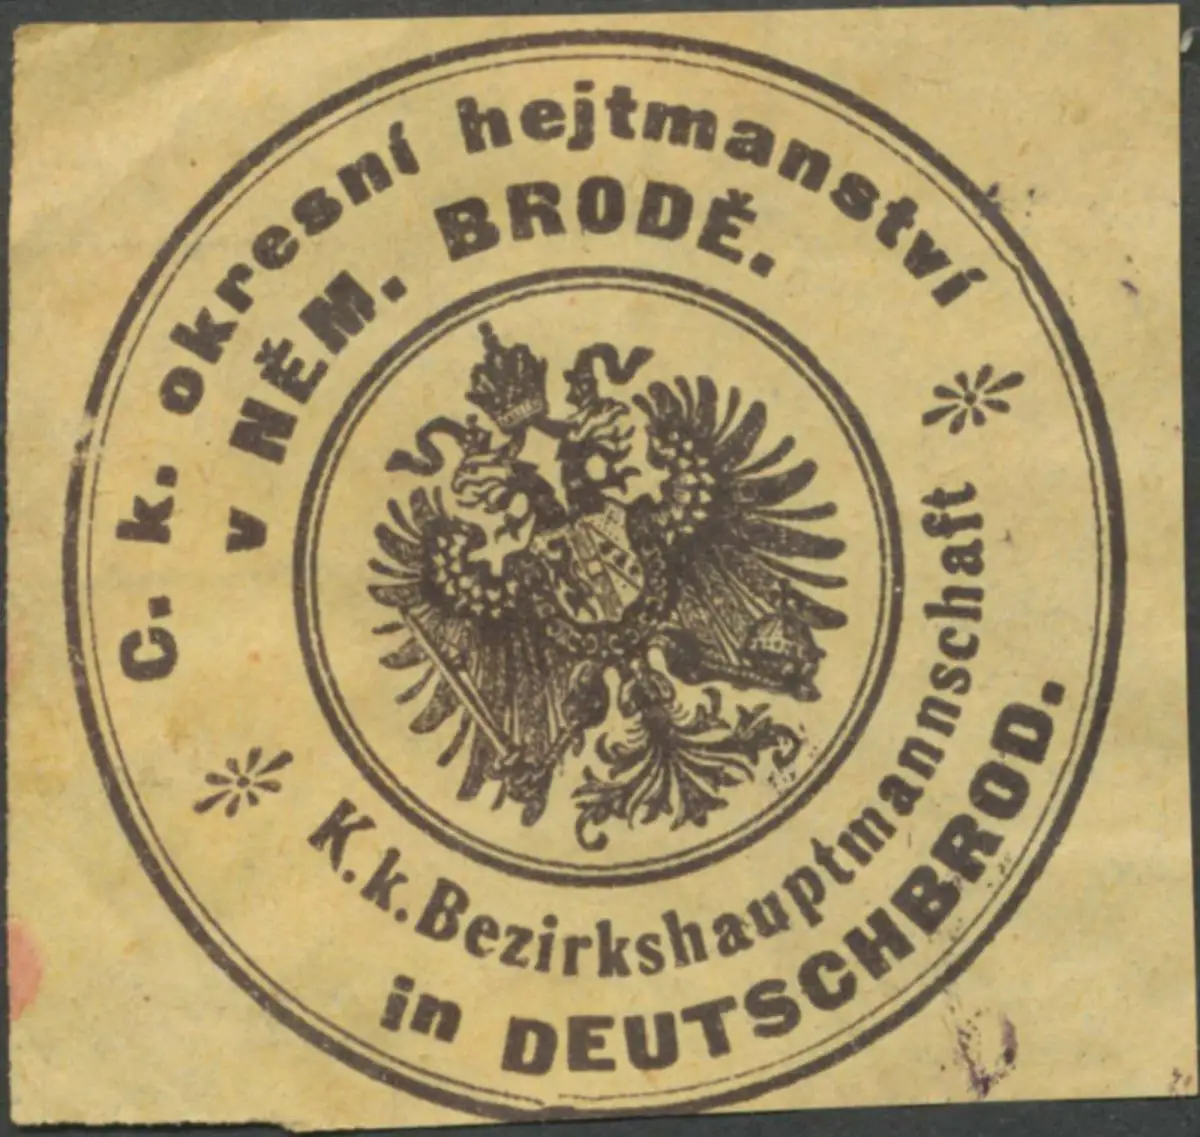 C. k. okresní hejtmanství
v NĚM. BRODĚ.
K.k.Bezirkshauptmannschaft
in DEUTSCHBROD.